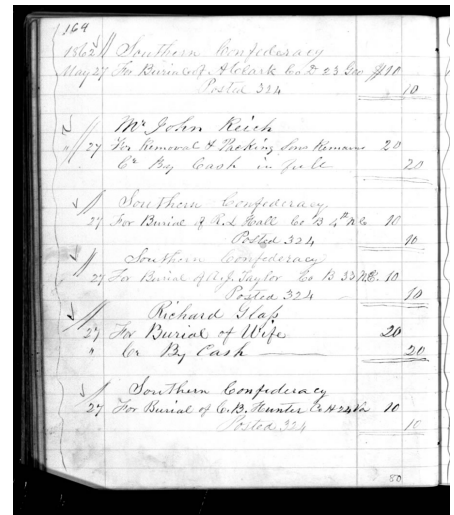 164
1862 Southern Confederacy
May 27 For Burial of A Clark Co D 23 Geo 10
Posted 324 10
Mr John Reich
" 27 For Removal & Packing Sons Remains 20
Cr By Cash in full 20
Southern Confederacy
27 For Burial of R.L Hall Co B 4th N.C. 10
Posted 324 10
Southern Confederacy
27 For Burial of A.J. Taylor Co B 33 N.C. 10
Posted 324 10
Richard Glaß
27 For Burial of Wife 20
" Cr By Cash 20
Southern Confederacy
27 For Burial of C.B. Hunter Co H 24 Va 10
Posted 324 10
80